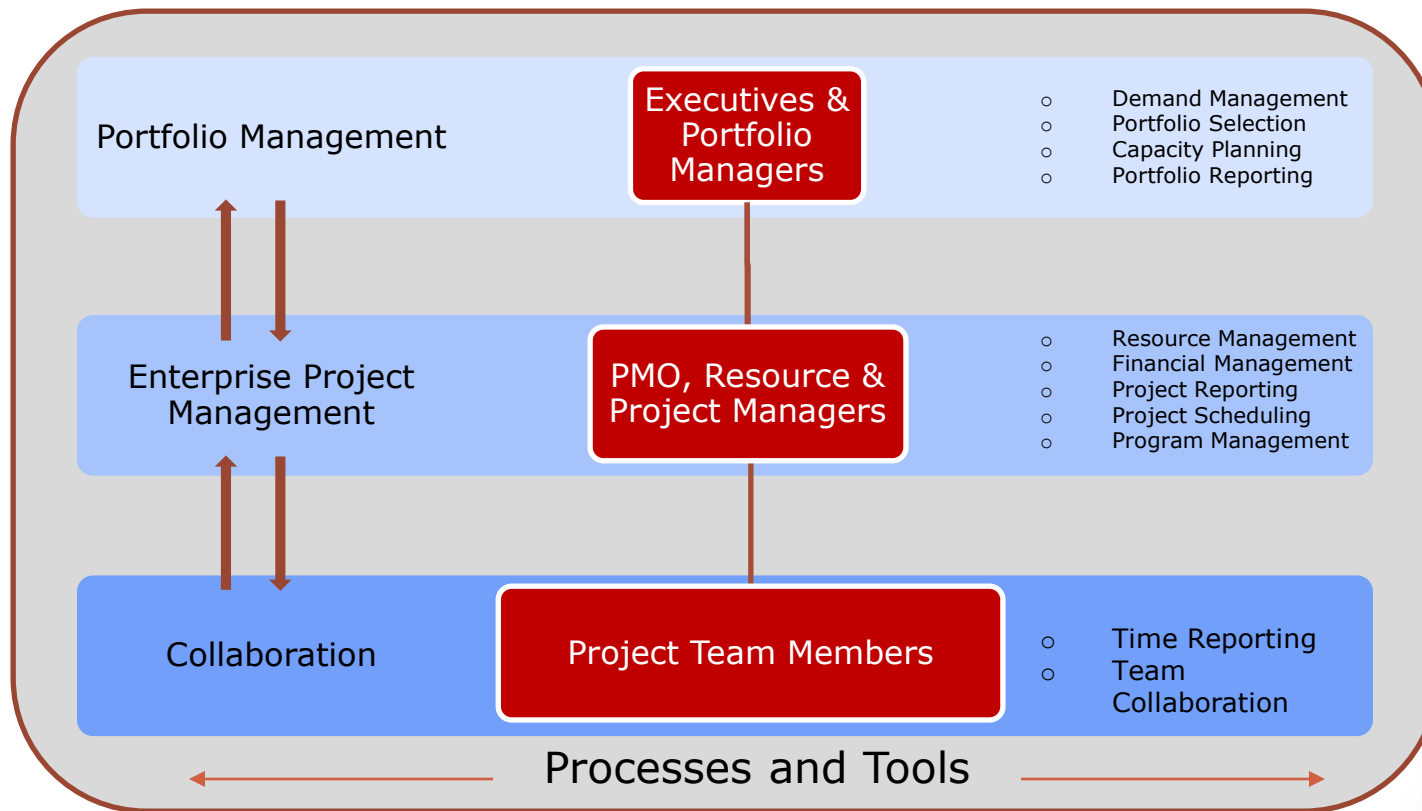 Portfolio Management
Executives &
Portfolio
Managers
o Demand Management
o Portfolio Selection
o Capacity Planning
o Portfolio Reporting
Enterprise Project
Management
PMO, Resource &
Project Managers
o Resource Management
o Financial Management
o Project Reporting
o Project Scheduling
o Program Management
Collaboration
Project Team Members
o Time Reporting
o Team
Collaboration
Processes and Tools